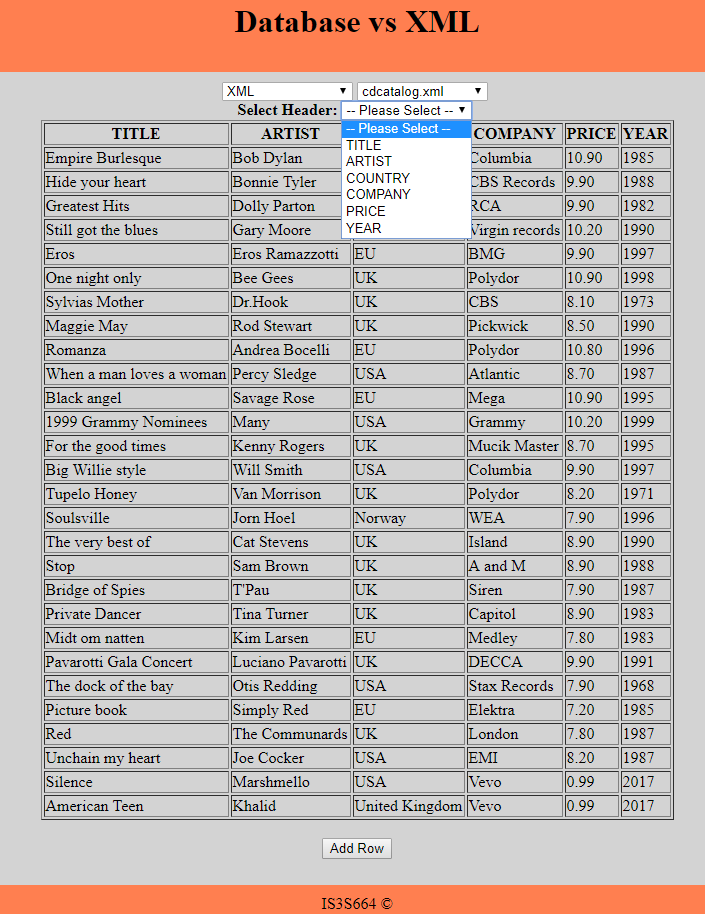 Database vs XML
XML cdcatalog.xml
Select Header: -- Please Select --
-- Please Select --
TITLE
ARTIST
COUNTRY
COMPANY
PRICE
YEAR
TITLE ARTIST COMPANY PRICE YEAR
Empire Burlesque Bob Dylan Columbia 10.90 1985
Hide your heart Bonnie Tyler CBS Records 9.90 1988
Greatest Hits Dolly Parton RCA 9.90 1982
Still got the blues Gary Moore Virgin records 10.20 1990
Eros Eros Ramazzotti EU BMG 9.90 1997
One night only Bee Gees UK Polydor 10.90 1998
Sylvias Mother Dr.Hook UK CBS 8.10 1973
Maggie May Rod Stewart UK Pickwick 8.50 1990
Romanza Andrea Bocelli EU Polydor 10.80 1996
When a man loves a woman Percy Sledge USA Atlantic 8.70 1987
Black angel Savage Rose EU Mega 10.90 1995
1999 Grammy Nominees Many USA Grammy 10.20 1999
For the good times Kenny Rogers UK Mucik Master 8.70 1995
Big Willie style Will Smith USA Columbia 9.90 1997
Tupelo Honey Van Morrison UK Polydor 8.20 1971
Soulsville Jorn Hoel Norway WEA 7.90 1996
The very best of Cat Stevens UK Island 8.90 1990
Stop Sam Brown UK A and M 8.90 1988
Bridge of Spies T'Pau UK Siren 7.90 1987
Private Dancer Tina Turner UK Capitol 8.90 1983
Midt om natten Kim Larsen EU Medley 7.80 1983
Pavarotti Gala Concert Luciano Pavarotti UK DECCA 9.90 1991
The dock of the bay Otis Redding USA Stax Records 7.90 1968
Picture book Simply Red EU Elektra 7.20 1985
Red The Communards UK London 7.80 1987
Unchain my heart Joe Cocker USA EMI 8.20 1987
Silence Marshmello USA Vevo 0.99 2017
American Teen Khalid United Kingdom Vevo 0.99 2017
Add Row
IS3S664 ©